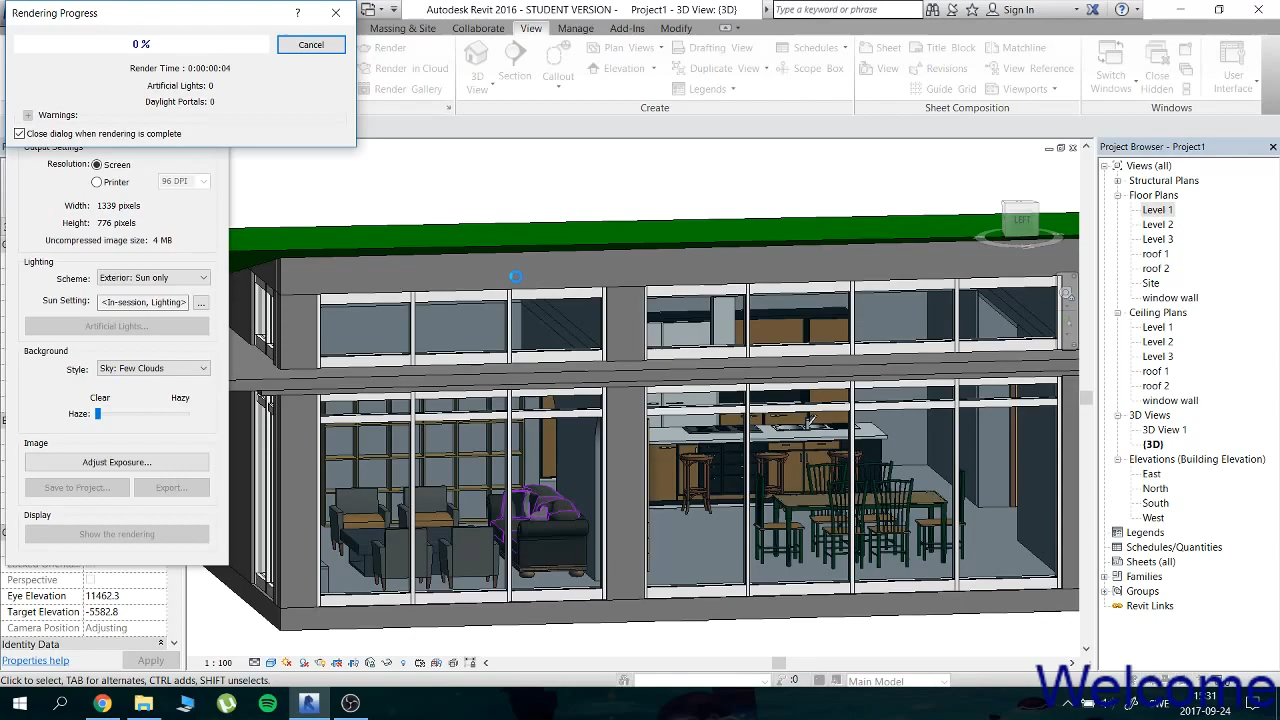 Rendering Progress
?
Autodesk Revit 2016 - STUDENT VERSION - Project1 - 3D View: {3D}
Type a keyword or phrase
Sign In
0 %
Cancel
Render Time : 0:00:00:04
Artificial Lights: 0
Daylight Portals: 0
Warnings:
Close dialog when rendering is complete
Massing & Site
Collaborate
View
Manage
Add-Ins
Modify
Render
Render in Cloud
Render Gallery
3D View
Section
Callout
Plan Views
Elevation
Drafting View
Duplicate View
Legends
Schedules
Scope Box
Create
Sheet
View
Title Block
Revisions
Guide Grid
Matchline
View Reference
Viewports
Sheet Composition
Switch Windows
Close Hidden
User Interface
Windows
Output Settings
Resolution:
Screen
Printer
96 DPI
Width: 1339 pixels
Height: 776 pixels
Uncompressed image size: 4 MB
Lighting
Scheme: Exterior: Sun only
Sun Setting: <In-session, Lighting>
...
Artificial Lights...
Background
Style: Sky: Few Clouds
Clear
Hazy
Haze:
Image
Adjust Exposure...
Save to Project...
Export...
Display
Show the rendering
Perspective
Eye Elevation 11462.3
Target Elevation -5582.8
Camera Position Adjusting
Identity Data
Properties help
Apply
LEFT
Project Browser - Project1
Views (all)
Structural Plans
Floor Plans
Level 1
Level 2
Level 3
roof 1
roof 2
Site
window wall
Ceiling Plans
Level 1
Level 2
Level 3
roof 1
roof 2
window wall
3D Views
3D View 1
{3D}
Elevations (Building Elevation)
East
North
South
West
Legends
Schedules/Quantities
Sheets (all)
Families
Groups
Revit Links
1 : 100
Click to select, TAB for alternates, CTRL adds, SHIFT unselects.
:0
Main Model
Welcome
15:31
2017-09-24